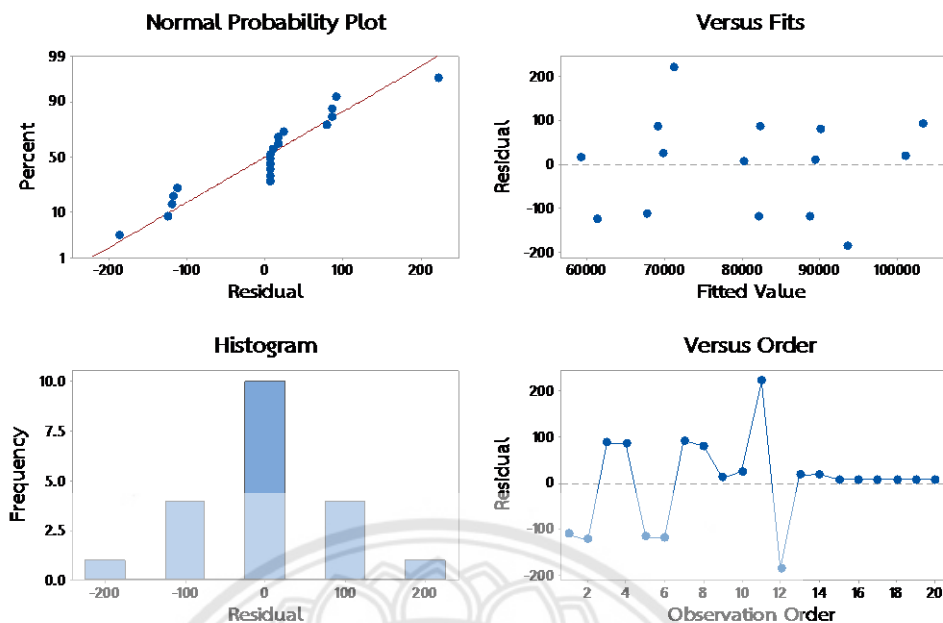 Normal Probability Plot
99
90
50
10
1
Percent
-200 -100 0 100 200
Residual
Versus Fits
200
100
0
-100
-200
Residual
60000 70000 80000 90000 100000
Fitted Value
Histogram
10.0
7.5
5.0
2.5
0.0
Frequency
-200 -100 0 100 200
Residual
Versus Order
200
100
0
-100
-200
Residual
2 4 6 8 10 12 14 16 18 20
Observation Order